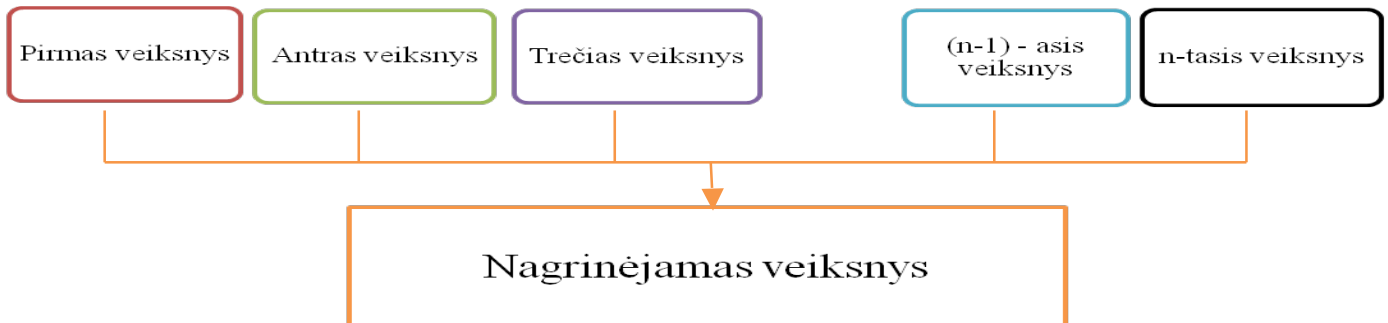 Pirmas veiksnys
Antras veiksnys
Trečias veiksnys
(n-1) - asis
veiksnys
n-tasis veiksnys
Nagrinėjamas veiksnys